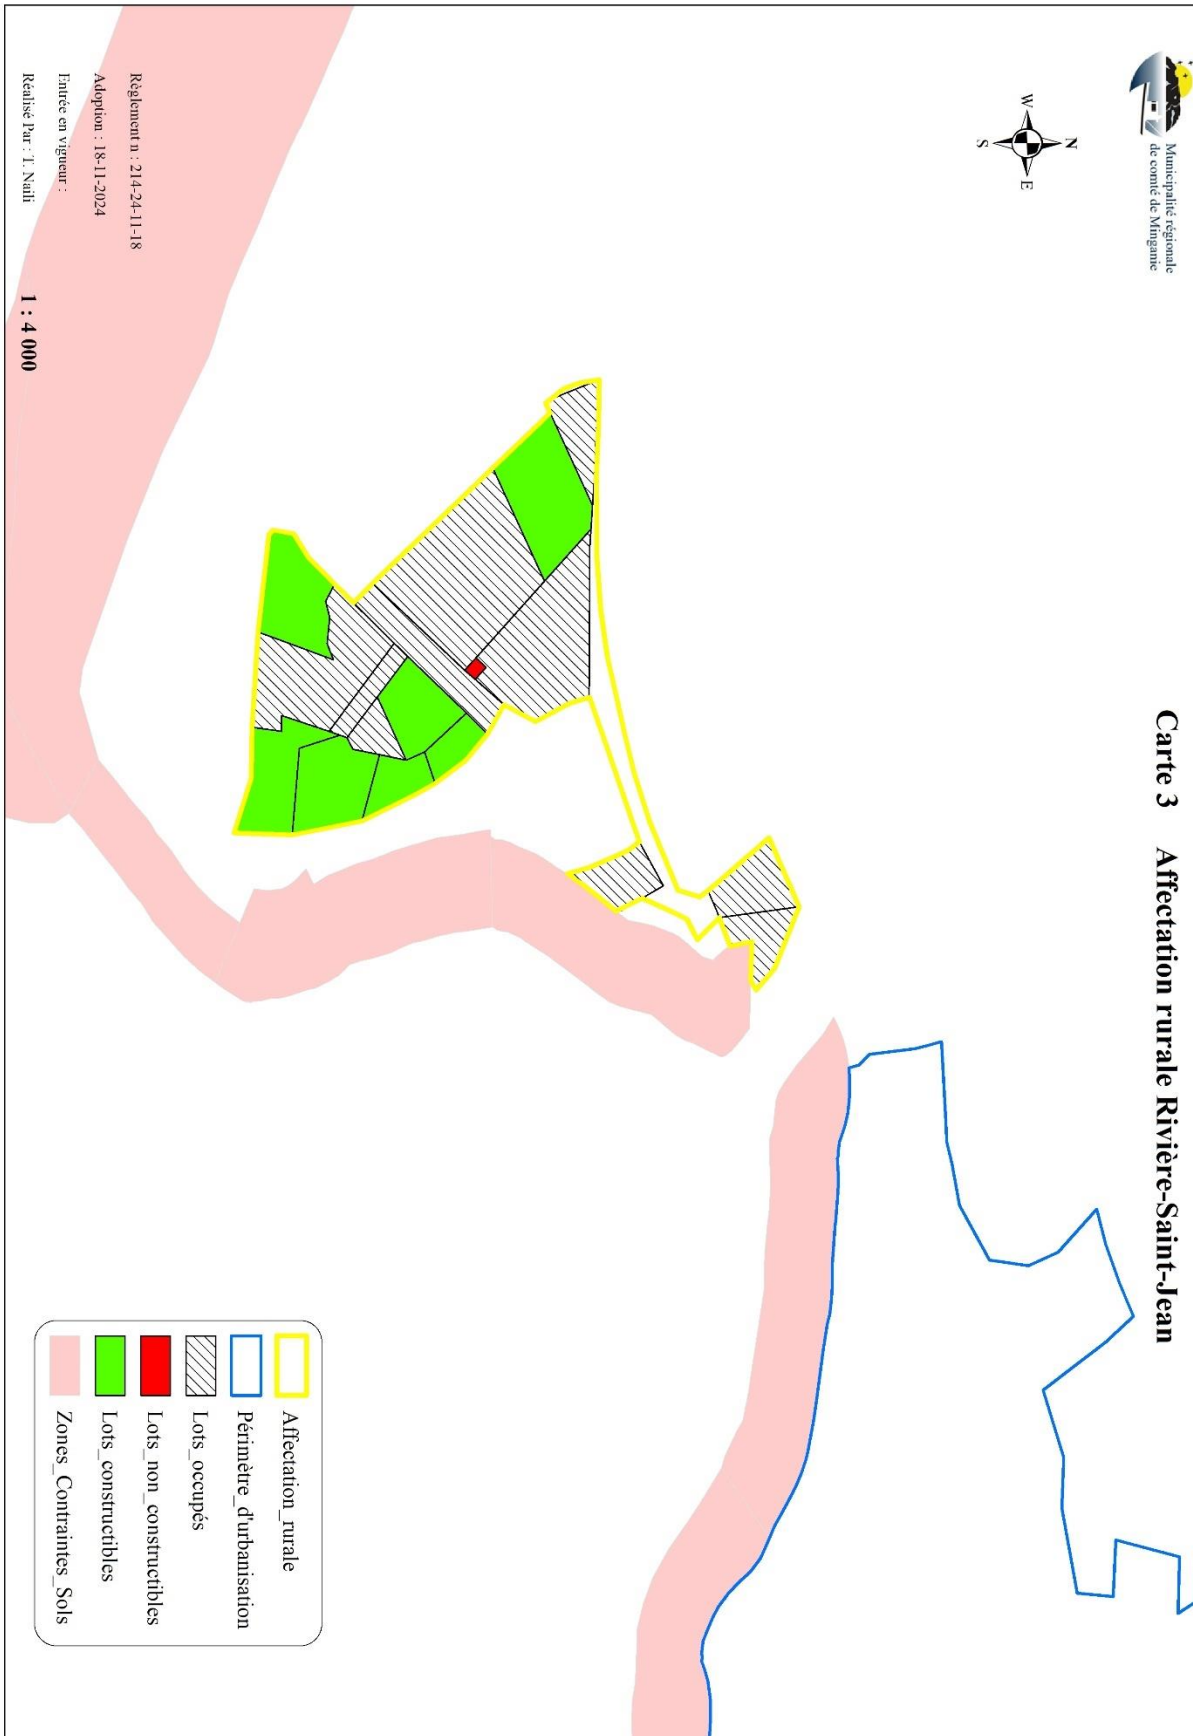 Municipalité régionale
de comté de Minganie
Carte 3 Affectation rurale Rivière-Saint-Jean
N
W
E
S
Affectation_rurale
Périmètre_d'urbanisation
Lots_occupés
Lots_non_constructibles
Lots_constructibles
Zones_Contraintes_Sols
Règlement n : 214-24-11-18
Adoption : 18-11-2024
Entrée en vigueur :
Réalisé Par : T. Naili
1 : 4 000